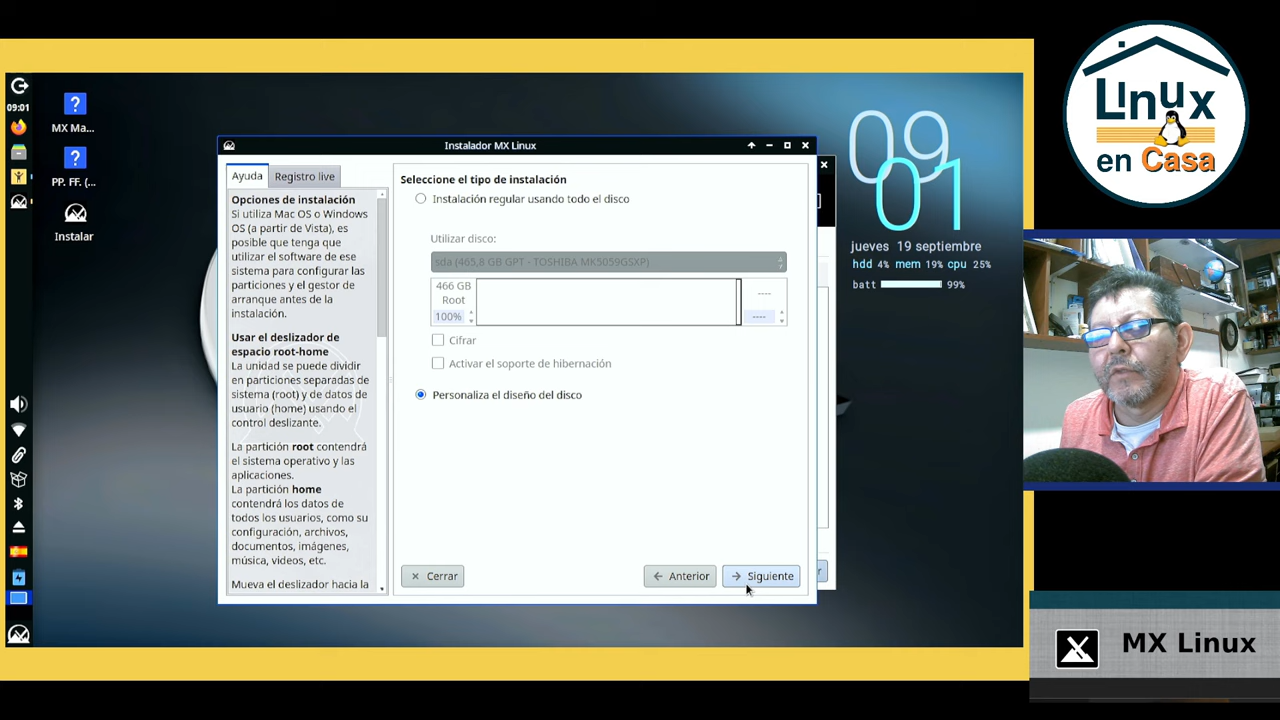 09:01
MX Ma...
PP. FF. (...
Instalar
Instalador MX Linux
Ayuda
Registro live
Opciones de instalación
Si utiliza Mac OS o Windows
OS (a partir de Vista), es
posible que tenga que
utilizar el software de ese
sistema para configurar las
particiones y el gestor de
arranque antes de la
instalación.
Usar el deslizador de
espacio root-home
La unidad se puede dividir
en particiones separadas de
sistema (root) y de datos de
usuario (home) usando el
control deslizante.
La partición root contendrá
el sistema operativo y las
aplicaciones.
La partición home
contendrá los datos de
todos los usuarios, como su
configuración, archivos,
documentos, imágenes,
música, videos, etc.
Mueva el deslizador hacia la
Seleccione el tipo de instalación
Instalación regular usando todo el disco
Utilizar disco:
sda (465,8 GB GPT - TOSHIBA MK5059GSXP)
466 GB
Root
100%
----
----
Cifrar
Activar el soporte de hibernación
Personaliza el diseño del disco
Cerrar
Anterior
Siguiente
09
01
jueves 19 septiembre
hdd 4% mem 19% cpu 25%
batt 99%
Linux
en Casa
MX Linux